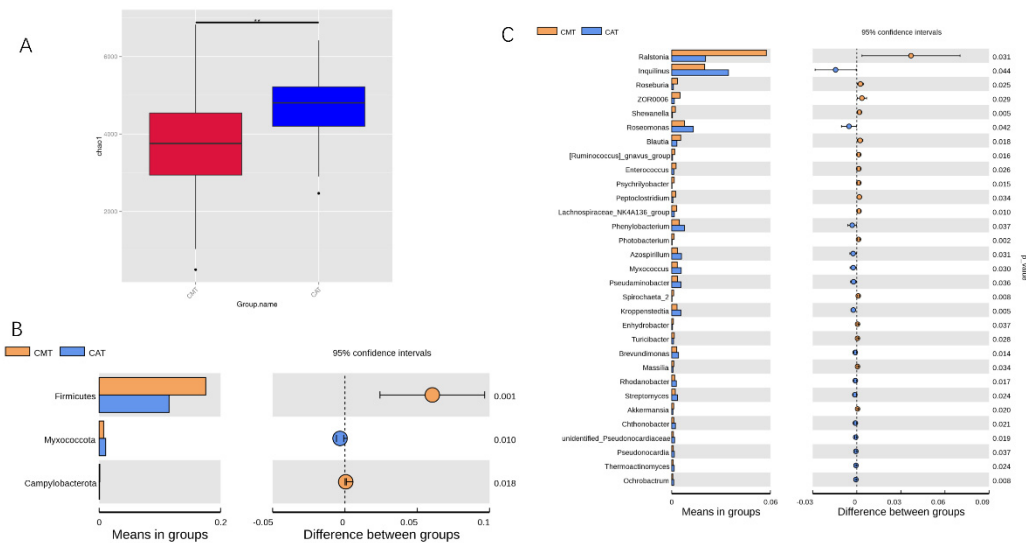 A
**
6000
4000
2000
chao1
CMT
CAT
Group.name
B
CMT
CAT
95% confidence intervals
Firmicutes
0.001
Myxococcota
0.010
Campylobacterota
0.018
0
0.2
-0.05
0
0.05
0.1
Means in groups
Difference between groups
C
CMT
CAT
95% confidence intervals
Ralstonia
0.031
Inquilinus
0.044
Roseburia
0.025
ZOR0006
0.029
Shewanella
0.005
Roseomonas
0.042
Blautia
0.018
[Ruminococcus]_gnavus_group
0.016
Enterococcus
0.026
Psychrilyobacter
0.015
Peptoclostridium
0.034
Lachnospiraceae_NK4A136_group
0.010
Phenylobacterium
0.037
Photobacterium
0.002
Azospirillum
0.031
Myxococcus
0.030
Pseudaminobacter
0.036
Spirochaeta_2
0.008
Kroppenstedtia
0.005
Enhydrobacter
0.037
Turicibacter
0.028
Brevundimonas
0.014
Massilia
0.034
Rhodanobacter
0.017
Streptomyces
0.024
Akkermansia
0.020
Chthonobacter
0.021
unidentified_Pseudonocardiaceae
0.019
Pseudonocardia
0.037
Thermoactinomyces
0.024
Ochrobactrum
0.008
p_value
0
0.06
-0.03
0
0.03
0.06
0.09
Means in groups
Difference between groups